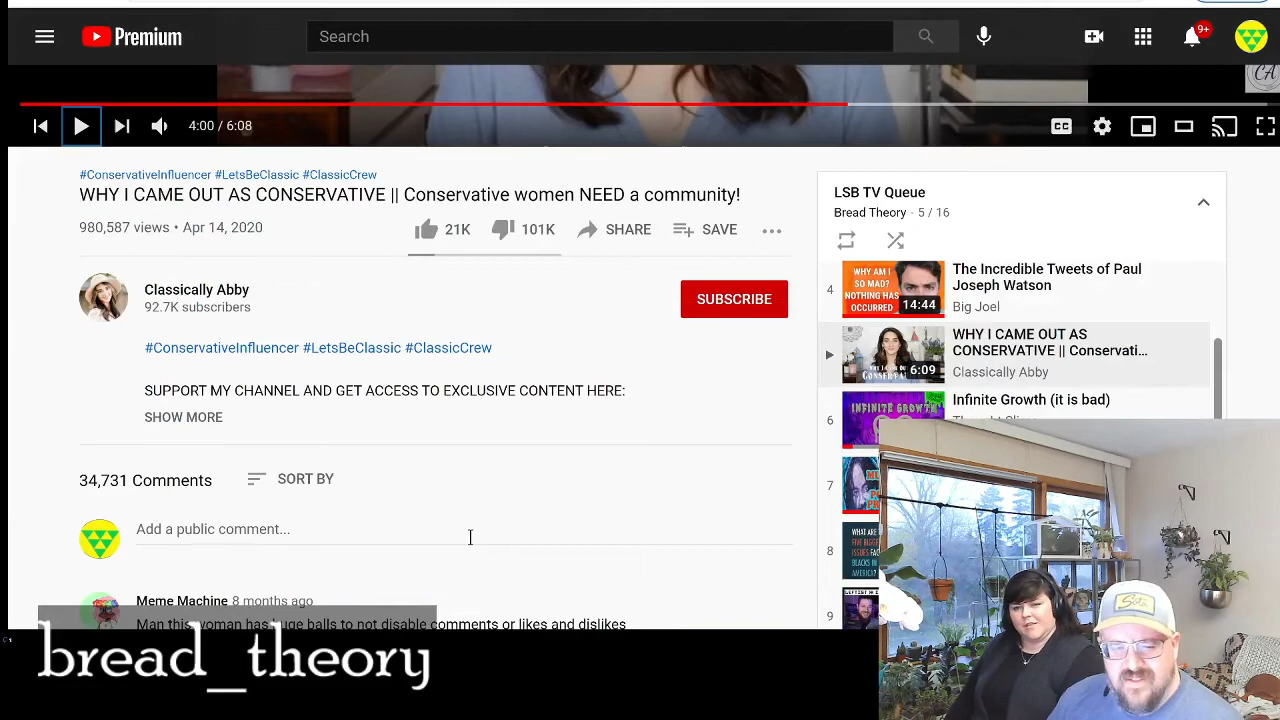 Premium
Search
9+
CA
4:00 / 6:08
CC
#ConservativeInfluencer #LetsBeClassic #ClassicCrew
WHY I CAME OUT AS CONSERVATIVE || Conservative women NEED a community!
980,587 views • Apr 14, 2020
21K
101K
SHARE
SAVE
Classically Abby
92.7K subscribers
SUBSCRIBE
#ConservativeInfluencer #LetsBeClassic #ClassicCrew
SUPPORT MY CHANNEL AND GET ACCESS TO EXCLUSIVE CONTENT HERE:
SHOW MORE
34,731 Comments
SORT BY
Add a public comment...
Meme Machine 8 months ago
Man this woman has huge balls to not disable comments or likes and dislikes
bread_theory
LSB TV Queue
Bread Theory - 5 / 16
4
WHY AM I
SO MAD?
NOTHING HAS
OCCURRED
14:44
The Incredible Tweets of Paul
Joseph Watson
Big Joel
6:09
WHY I CAME OUT AS
CONSERVATIVE || Conservati...
Classically Abby
6
INFINITE GROWTH
Infinite Growth (it is bad)
7
8
WHAT ARE
FIVE BIGGE
ISSUES FAC
BLACKS IN
AMERICA?
9
LEFTIST